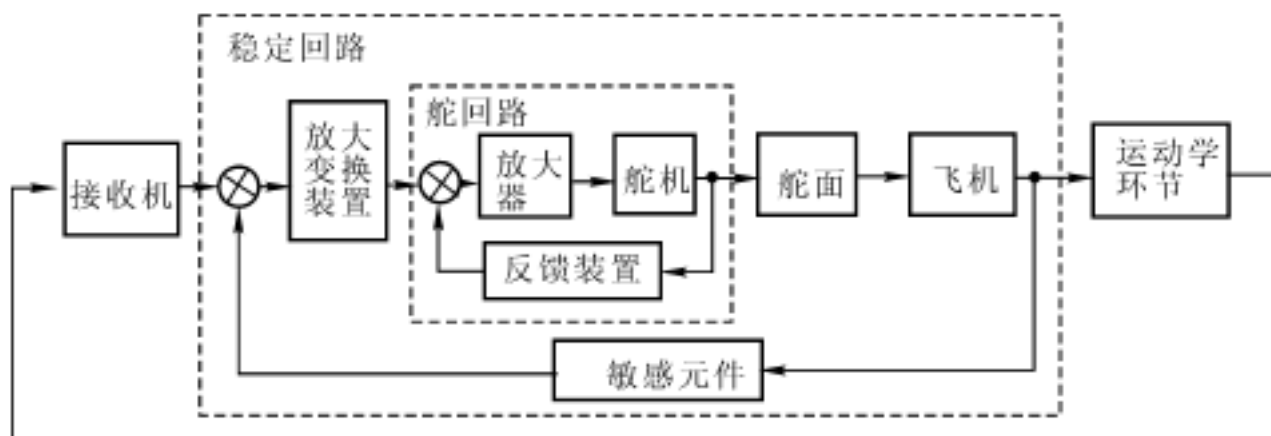 稳定回路
舵回路
接收机
放大
变换
装置
放大
器
舵机
舵面
飞机
运动学
环节
反馈装置
敏感元件